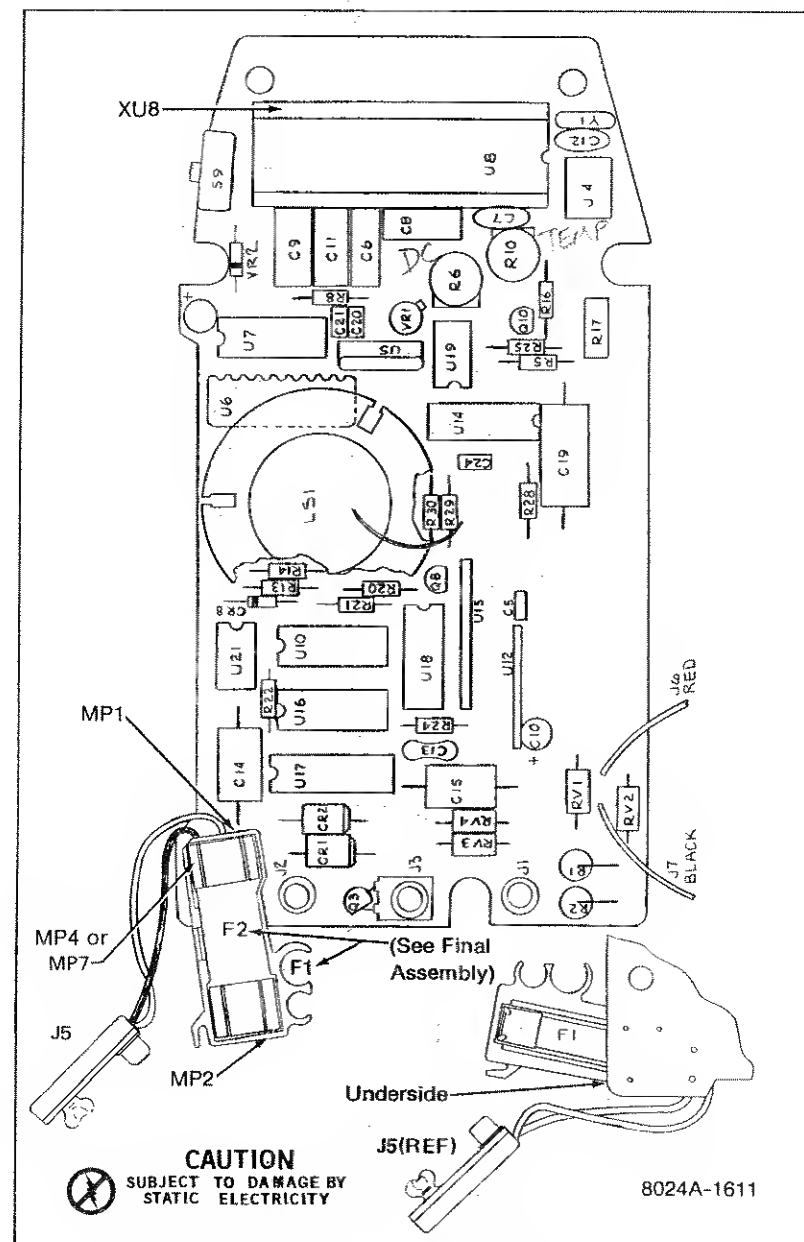 XU8
U8
Y1
C12
J4
S9
VR2
C9
C11
C6
C8
C7
R10
TEMP
DC
R6
+
R8
C21
C20
VR1
Q10
R16
R17
U7
U5
U19
R25
R5
U6
U14
C19
C24
LS1
R30
R29
R28
R14
R13
R20
Q8
CR8
R21
U15
C5
U21
U10
U18
U12
R22
U16
R24
C10
+
MP1
C14
U17
C13
C15
J6
RED
RV1
RV2
CR2
RV4
CR1
RV3
J7
BLACK
J2
J3
J1
R1
Q3
R2
MP4 or
MP7
F2
F1
(See Final
Assembly)
J5
MP2
F1
Underside
J5(REF)
CAUTION
SUBJECT TO DAMAGE BY
STATIC ELECTRICITY
8024A-1611